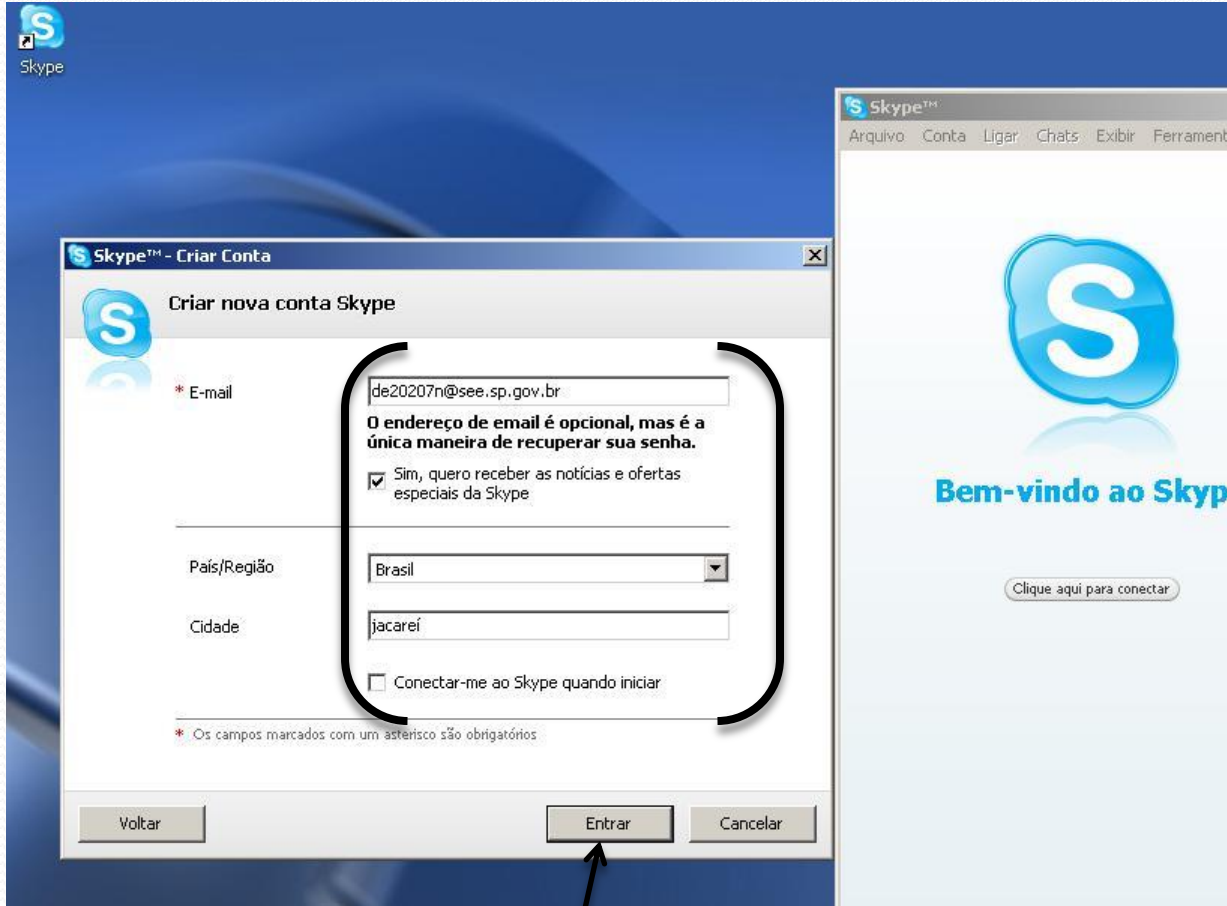 Skype
Skype™
Arquivo Conta Ligar Chats Exibir Ferrament
Skype™ - Criar Conta
Criar nova conta Skype
* E-mail
de20207n@see.sp.gov.br
O endereço de email é opcional, mas é a
única maneira de recuperar sua senha.
Sim, quero receber as notícias e ofertas
especiais da Skype
País/Região
Brasil
Cidade
jacareí
Conectar-me ao Skype quando iniciar
* Os campos marcados com um asterisco são obrigatórios
Voltar
Entrar
Cancelar
Bem-vindo ao Skyp
Clique aqui para conectar